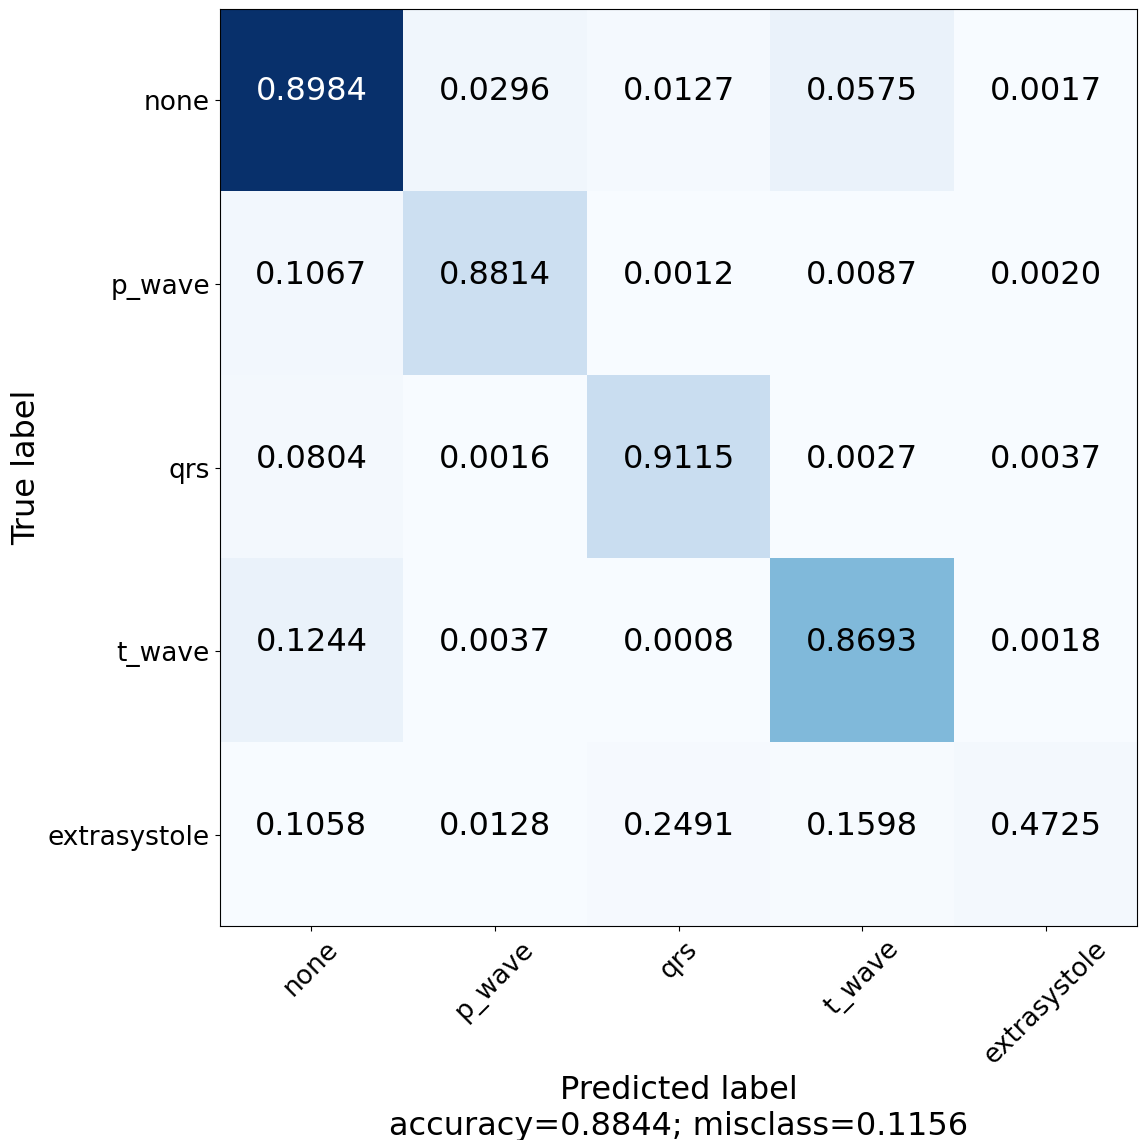 none 0.8984 0.0296 0.0127 0.0575 0.0017
p_wave 0.1067 0.8814 0.0012 0.0087 0.0020
qrs 0.0804 0.0016 0.9115 0.0027 0.0037
t_wave 0.1244 0.0037 0.0008 0.8693 0.0018
extrasystole 0.1058 0.0128 0.2491 0.1598 0.4725
True label
none p_wave qrs t_wave extrasystole
Predicted label
accuracy=0.8844; misclass=0.1156